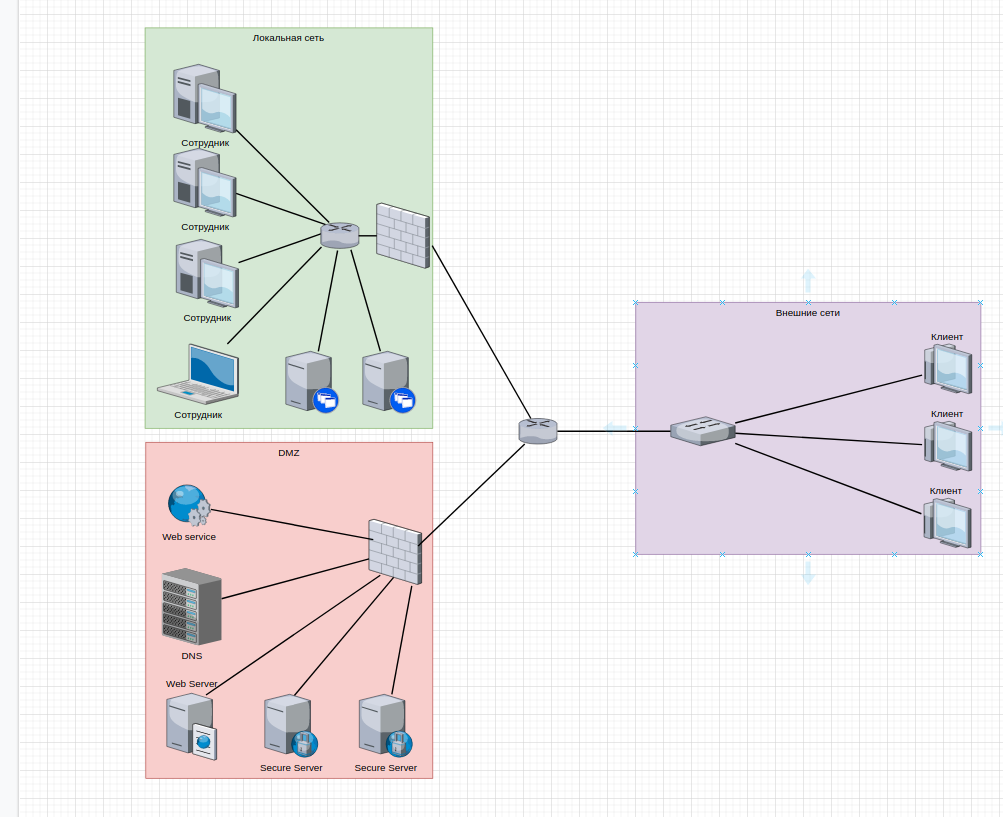 Локальная сеть
Сотрудник
Сотрудник
Сотрудник
Сотрудник
DMZ
Web service
DNS
Web Server
Secure Server
Secure Server
Внешние сети
Клиент
Клиент
Клиент